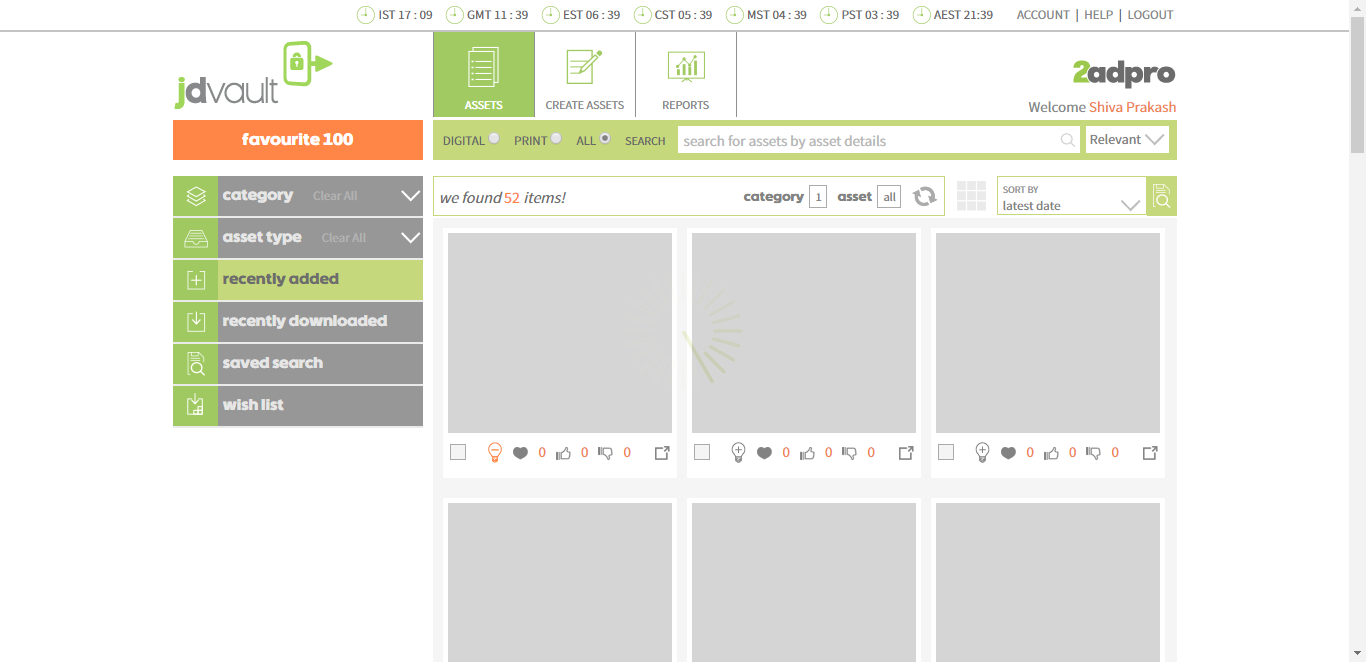 IST 17 : 09 GMT 11 : 39 EST 06 : 39 CST 05 : 39 MST 04 : 39 PST 03 : 39 AEST 21:39 ACCOUNT | HELP | LOGOUT
jdvault
ASSETS CREATE ASSETS REPORTS
2adpro
Welcome Shiva Prakash
favourite 100
DIGITAL PRINT ALL SEARCH search for assets by asset details Relevant
category Clear All
asset type Clear All
recently added
recently downloaded
saved search
wish list
we found 52 items! category 1 asset all
SORT BY
latest date
0 0 0
0 0 0
0 0 0